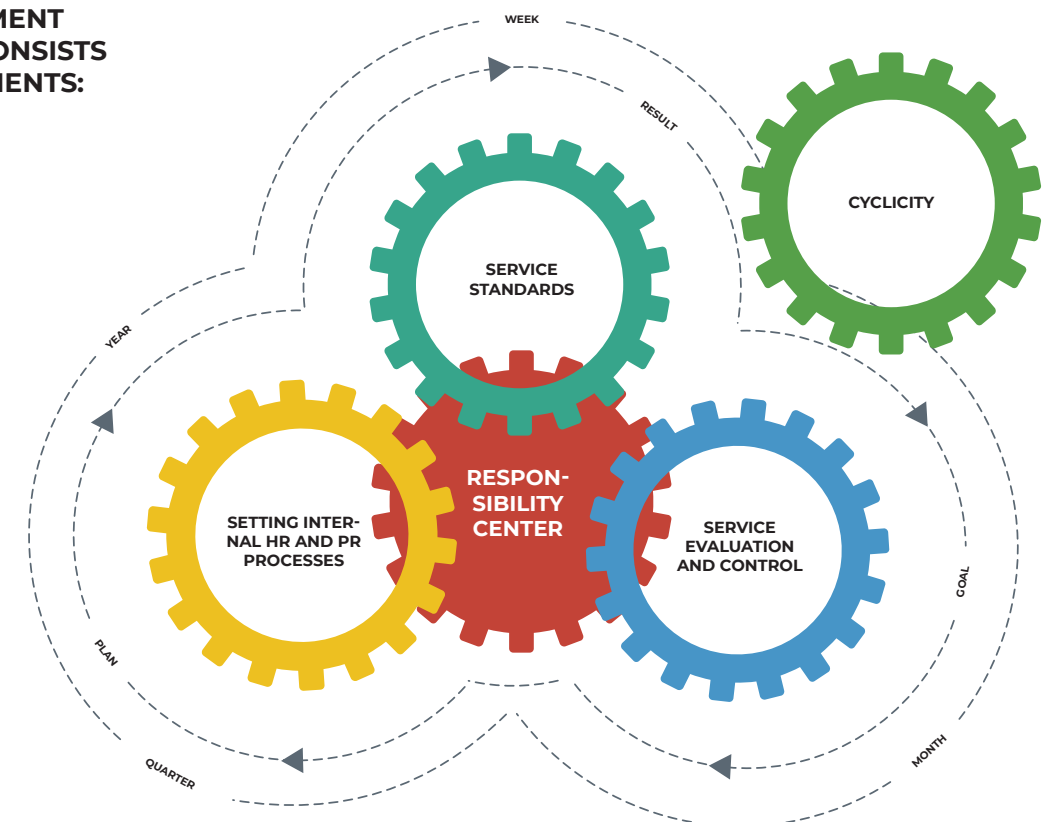 MENT
ONSISTS
MENTS:
WEEK
RESULT
CYCLICITY
SERVICE
STANDARDS
YEAR
RESPON-
SIBILITY
CENTER
SETTING INTER-
NAL HR AND PR
PROCESSES
SERVICE
EVALUATION
AND CONTROL
GOAL
PLAN
MONTH
QUARTER